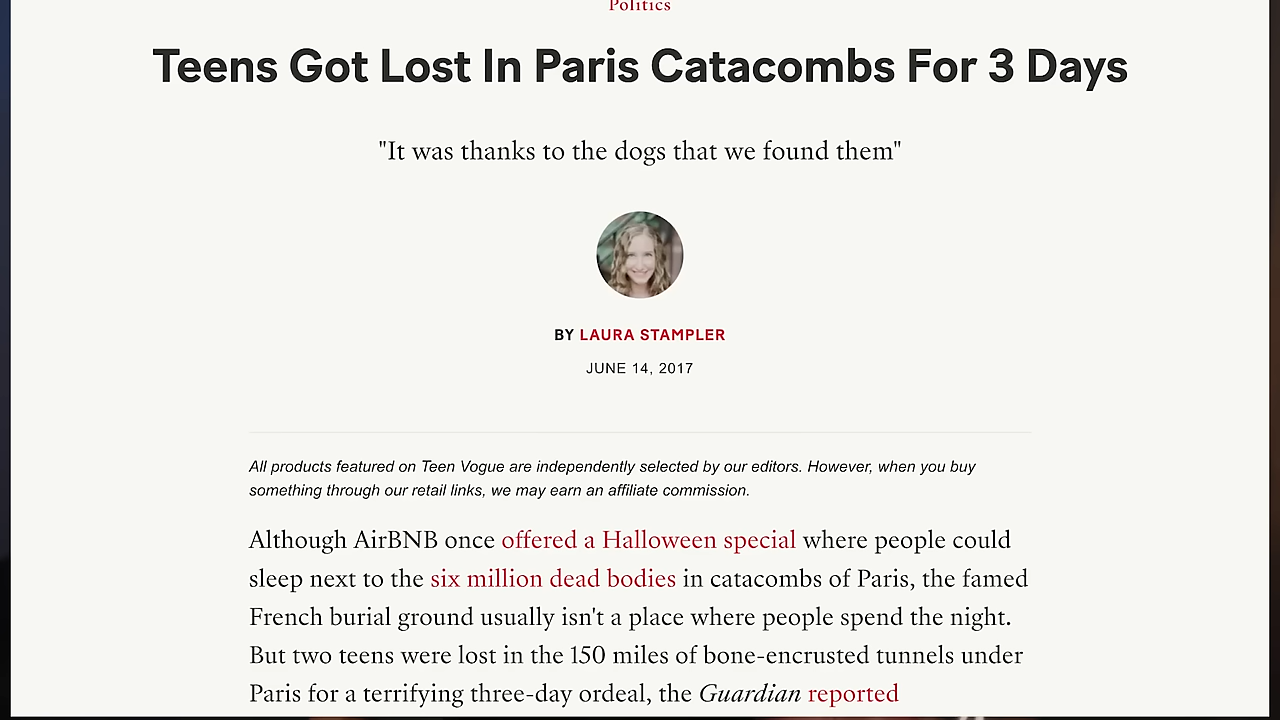 Politics
Teens Got Lost In Paris Catacombs For 3 Days
"It was thanks to the dogs that we found them"
BY LAURA STAMPLER
JUNE 14, 2017
All products featured on Teen Vogue are independently selected by our editors. However, when you buy
something through our retail links, we may earn an affiliate commission.
Although AirBNB once offered a Halloween special where people could
sleep next to the six million dead bodies in catacombs of Paris, the famed
French burial ground usually isn't a place where people spend the night.
But two teens were lost in the 150 miles of bone-encrusted tunnels under
Paris for a terrifying three-day ordeal, the Guardian reported